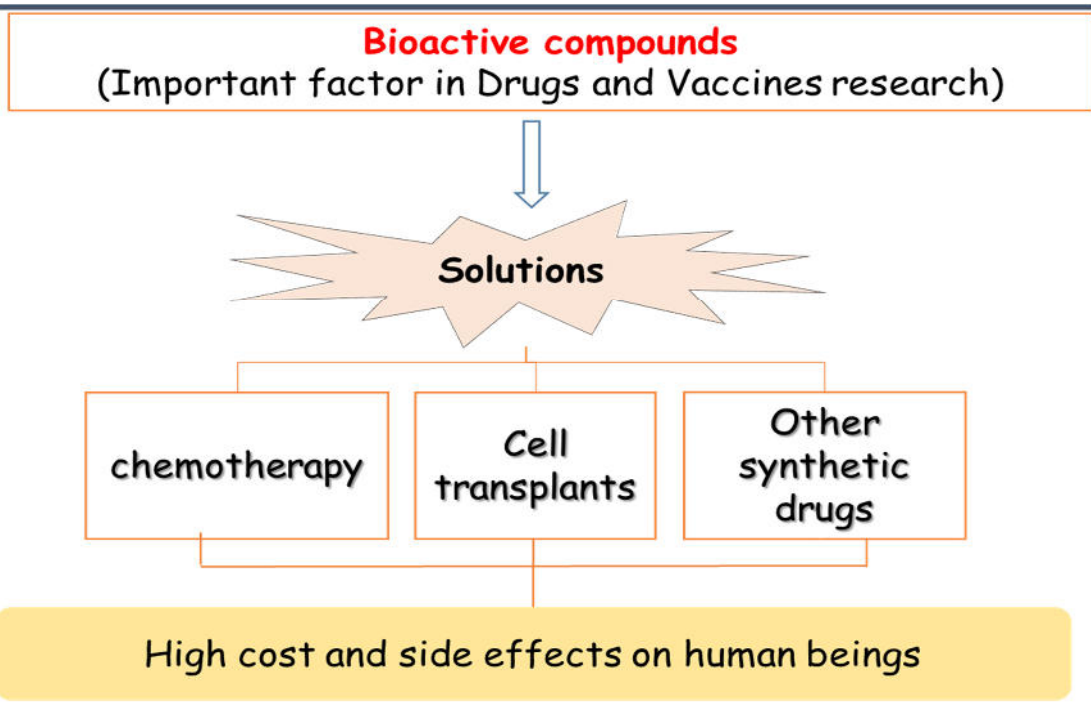 Bioactive compounds
(Important factor in Drugs and Vaccines research)
Solutions
chemotherapy
Cell
transplants
Other
synthetic
drugs
High cost and side effects on human beings